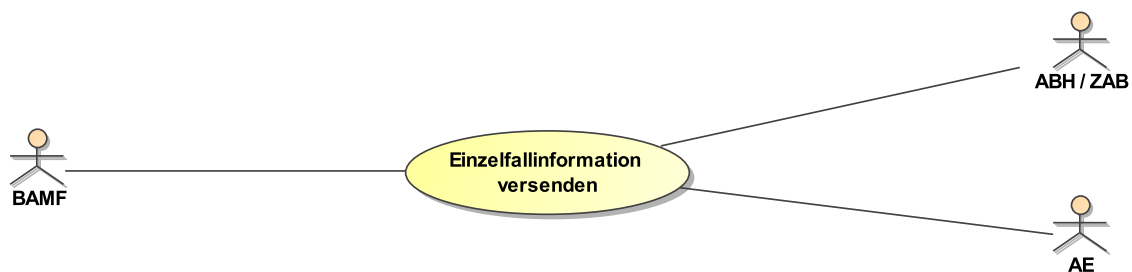 ABH / ZAB
Einzelfallinformation
versenden
BAMF
AE